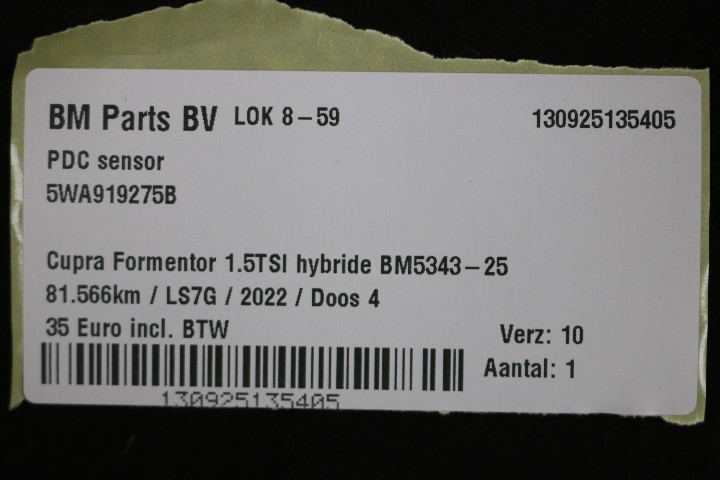 BM Parts BV LOK 8-59 130925135405
PDC sensor
5WA919275B
Cupra Formentor 1.5TSI hybride BM5343-25
81.566km / LS7G / 2022 / Doos 4
35 Euro incl. BTW
Verz: 10
Aantal: 1
130925135405